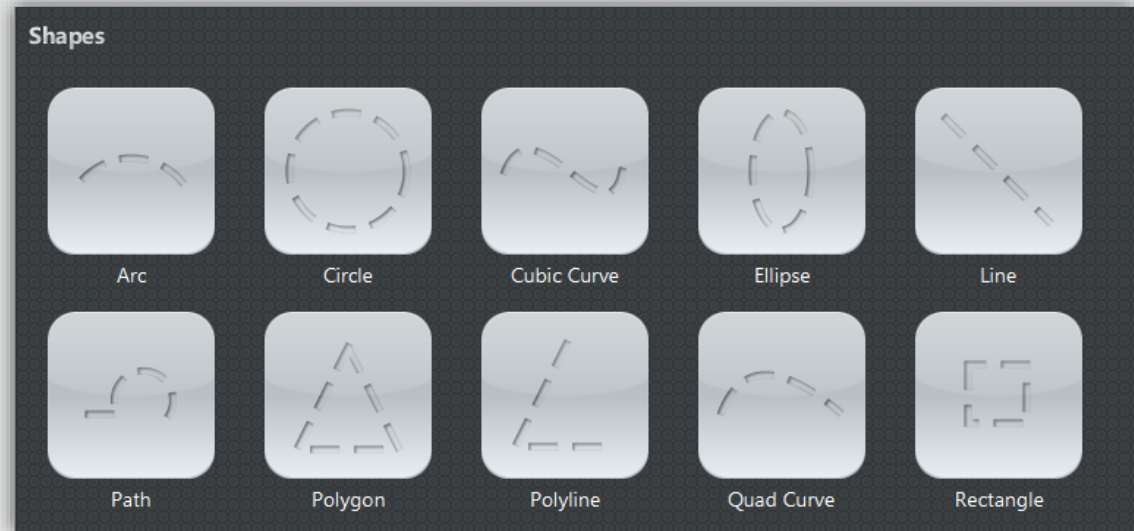 Shapes
Arc
Circle
Cubic Curve
Ellipse
Line
Path
Polygon
Polyline
Quad Curve
Rectangle